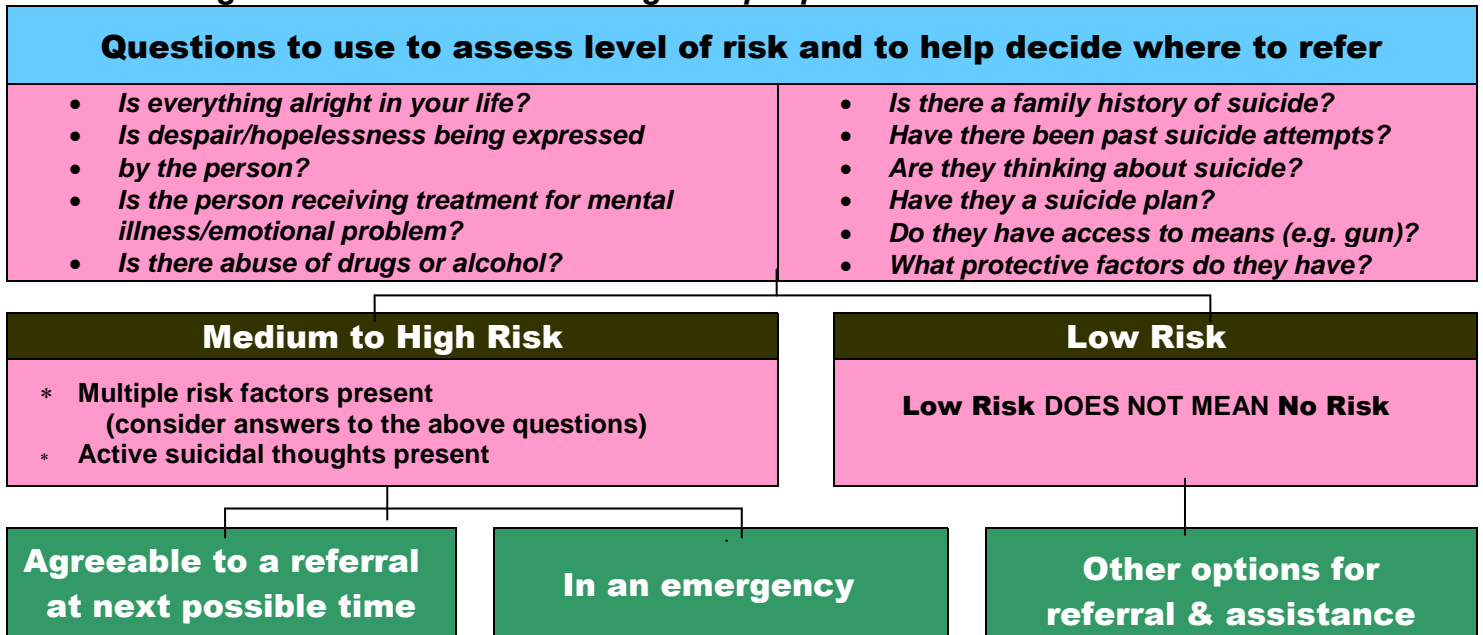 Questions to use to assess level of risk and to help decide where to refer
• Is everything alright in your life?
• Is despair/hopelessness being expressed
• by the person?
• Is the person receiving treatment for mental
illness/emotional problem?
• Is there abuse of drugs or alcohol?
• Is there a family history of suicide?
• Have there been past suicide attempts?
• Are they thinking about suicide?
• Have they a suicide plan?
• Do they have access to means (e.g. gun)?
• What protective factors do they have?
Medium to High Risk
* Multiple risk factors present
(consider answers to the above questions)
* Active suicidal thoughts present
Low Risk
Low Risk DOES NOT MEAN No Risk
Agreeable to a referral
at next possible time
In an emergency
Other options for
referral & assistance